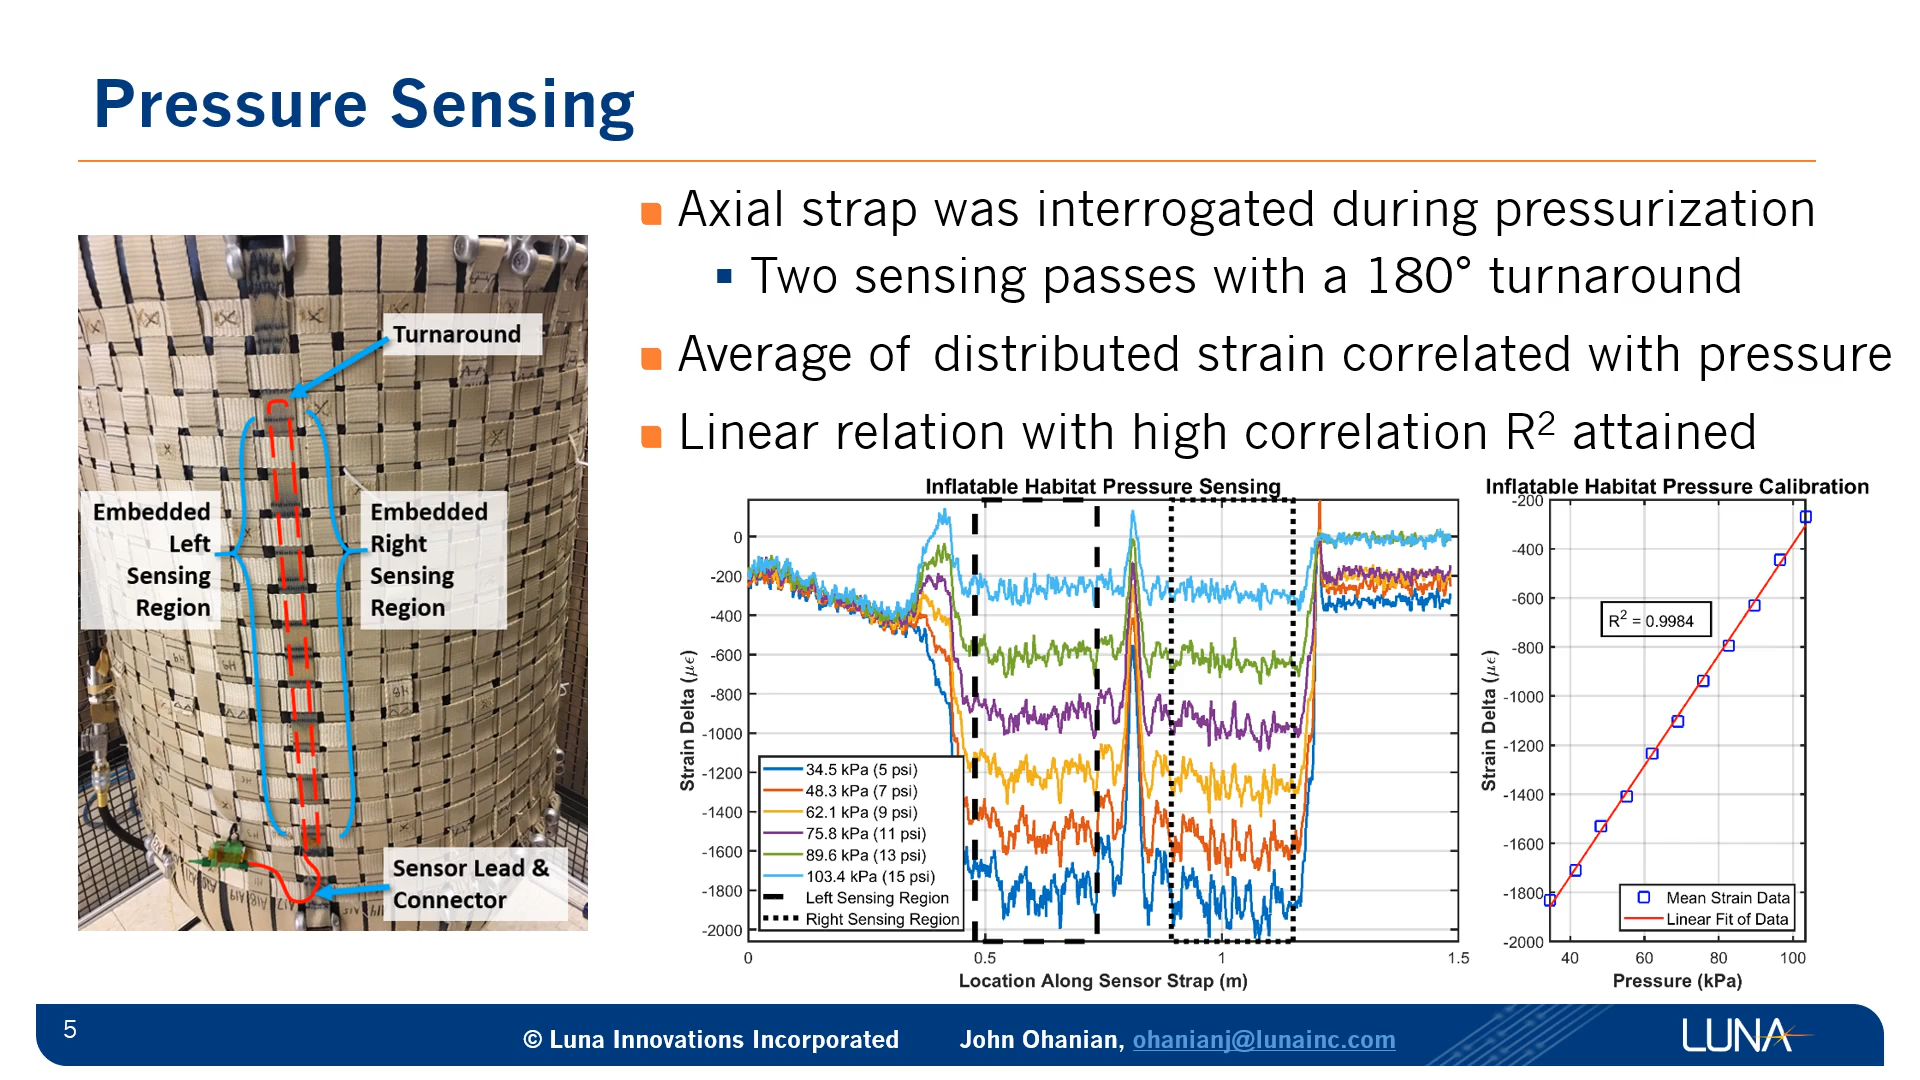 Pressure Sensing
Axial strap was interrogated during pressurization
Two sensing passes with a 180° turnaround
Average of distributed strain correlated with pressure
Linear relation with high correlation R² attained
Turnaround
Embedded
Left
Sensing
Region
Embedded
Right
Sensing
Region
Sensor Lead &
Connector
Inflatable Habitat Pressure Sensing
Strain Delta (με)
0
-200
-400
-600
-800
-1000
-1200
-1400
-1600
-1800
-2000
34.5 kPa (5 psi)
48.3 kPa (7 psi)
62.1 kPa (9 psi)
75.8 kPa (11 psi)
89.6 kPa (13 psi)
103.4 kPa (15 psi)
Left Sensing Region
Right Sensing Region
0 0.5 1 1.5
Location Along Sensor Strap (m)
Inflatable Habitat Pressure Calibration
Strain Delta (με)
-200
-400
-600
-800
-1000
-1200
-1400
-1600
-1800
-2000
R² = 0.9984
Mean Strain Data
Linear Fit of Data
40 60 80 100
Pressure (kPa)
5
© Luna Innovations Incorporated John Ohanian, ohanianj@lunainc.com
LUNA